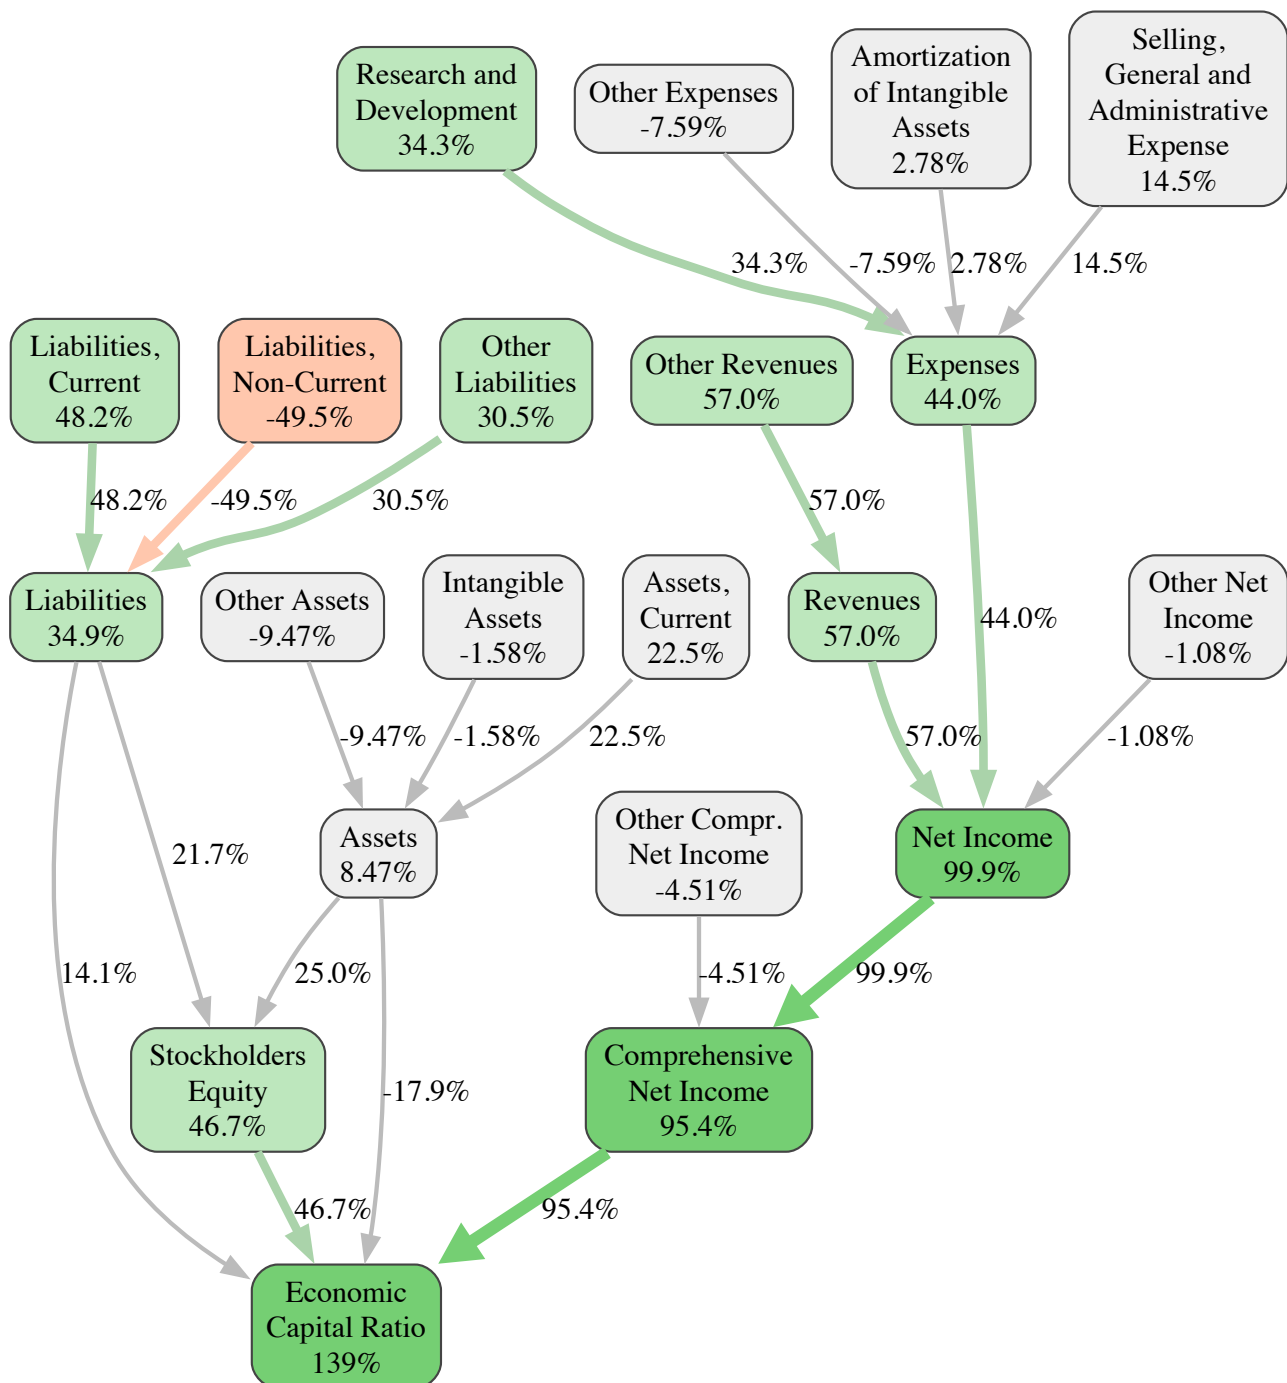 Research and
Development
34.3%
Other Expenses
-7.59%
Amortization
of Intangible
Assets
2.78%
Selling,
General and
Administrative
Expense
14.5%
34.3%
-7.59%
2.78%
14.5%
Liabilities,
Current
48.2%
Liabilities,
Non-Current
-49.5%
Other
Liabilities
30.5%
Other Revenues
57.0%
Expenses
44.0%
48.2%
-49.5%
30.5%
57.0%
Liabilities
34.9%
Other Assets
-9.47%
Intangible
Assets
-1.58%
Assets,
Current
22.5%
Revenues
57.0%
44.0%
Other Net
Income
-1.08%
-9.47%
-1.58%
22.5%
57.0%
-1.08%
21.7%
Assets
8.47%
Other Compr.
Net Income
-4.51%
Net Income
99.9%
14.1%
25.0%
-4.51%
99.9%
Stockholders
Equity
46.7%
-17.9%
Comprehensive
Net Income
95.4%
46.7%
95.4%
Economic
Capital Ratio
139%